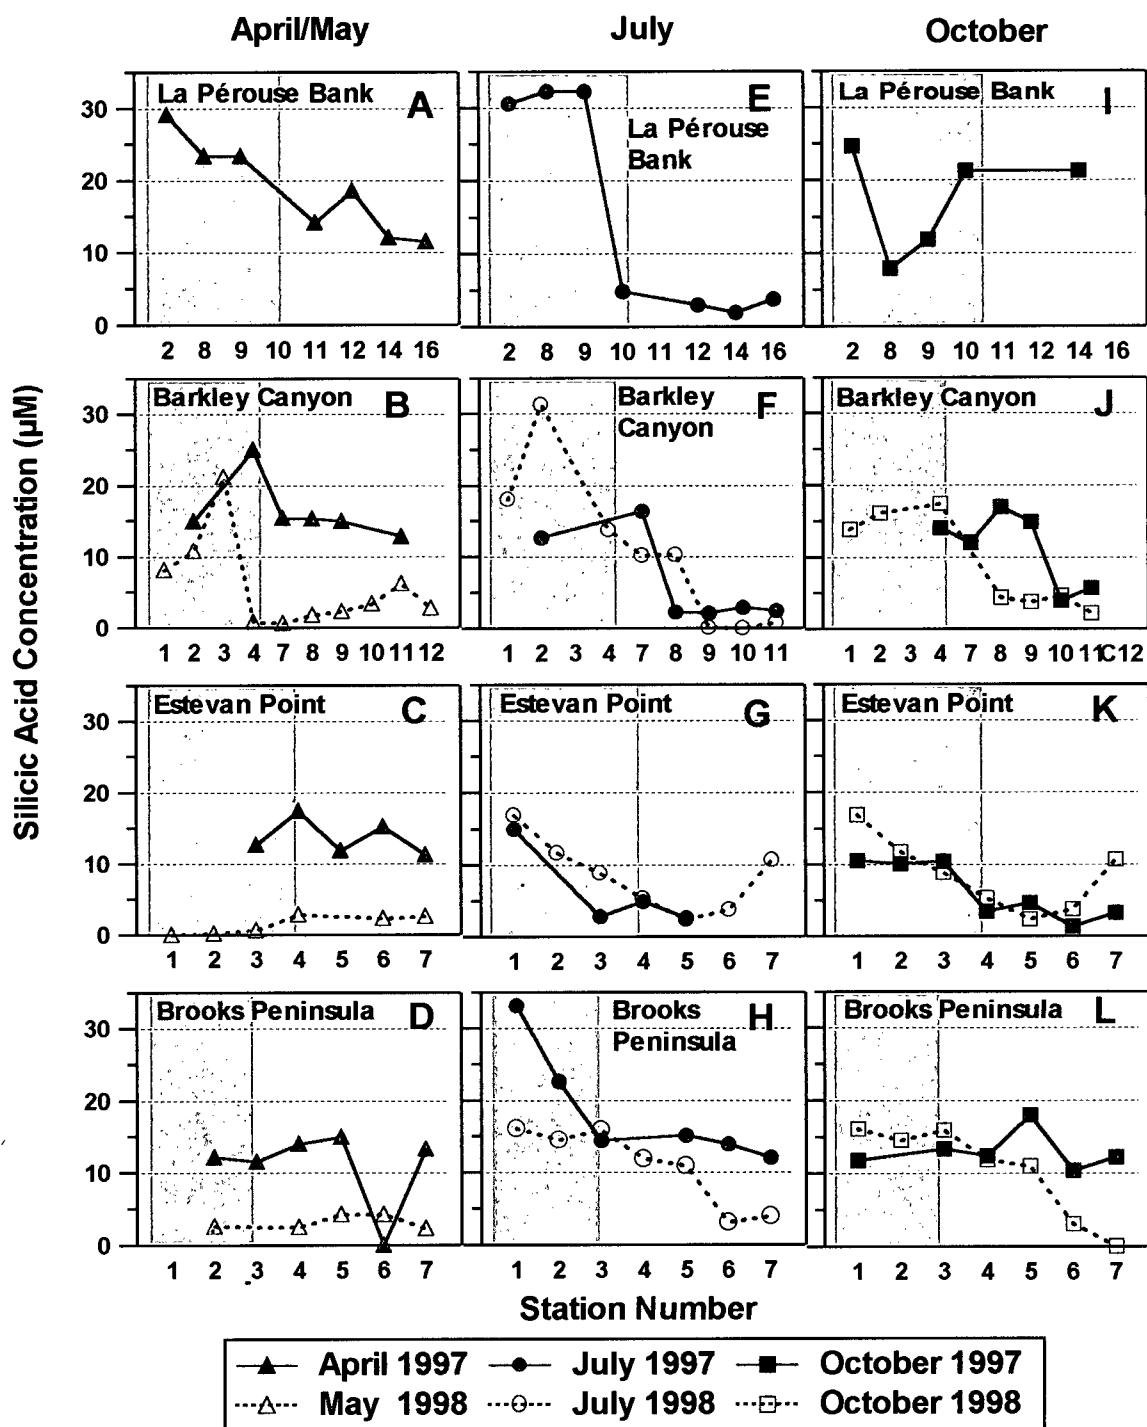 April/May July October
La Pérouse Bank A E La Pérouse Bank I
La Pérouse
Bank
30
20
10
0
2 8 9 10 11 12 14 16 2 8 9 10 11 12 14 16 2 8 9 10 11 12 14 16
Barkley Canyon B Barkley F Barkley Canyon J
Canyon
30
20
10
0
1 2 3 4 7 8 9 10 11 12 1 2 3 4 7 8 9 10 11 1 2 3 4 7 8 9 10 11C12
Estevan Point C Estevan Point G Estevan Point K
30
20
10
0
1 2 3 4 5 6 7 1 2 3 4 5 6 7 1 2 3 4 5 6 7
Brooks Peninsula D Brooks H Brooks Peninsula L
Peninsula
30
20
10
0
1 2 3 4 5 6 7 1 2 3 4 5 6 7 1 2 3 4 5 6 7
Silicic Acid Concentration (µM)
Station Number
April 1997 July 1997 October 1997
May 1998 July 1998 October 1998